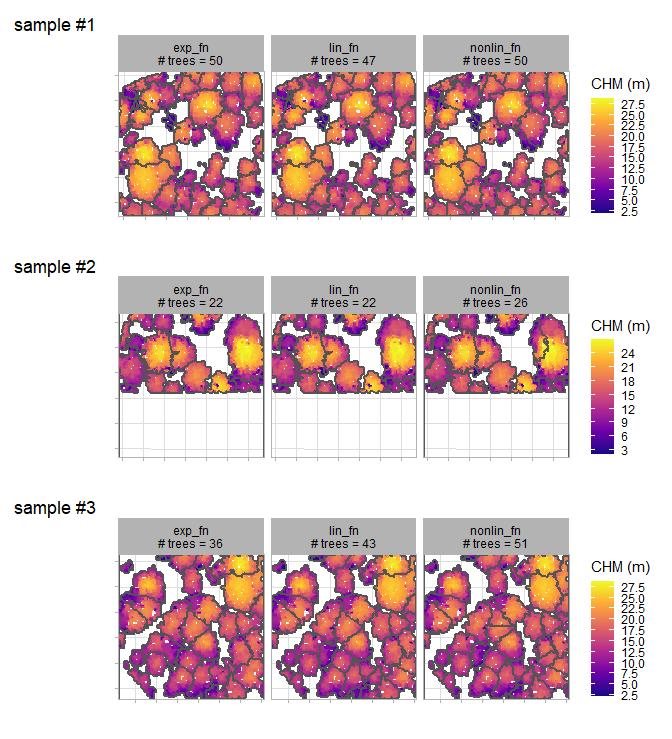 sample #1
exp_fn
# trees = 50
lin_fn
# trees = 47
nonlin_fn
# trees = 50
CHM (m)
27.5
25.0
22.5
20.0
17.5
15.0
12.5
10.0
7.5
5.0
2.5
sample #2
exp_fn
# trees = 22
lin_fn
# trees = 22
nonlin_fn
# trees = 26
CHM (m)
24
21
18
15
12
9
6
3
sample #3
exp_fn
# trees = 36
lin_fn
# trees = 43
nonlin_fn
# trees = 51
CHM (m)
27.5
25.0
22.5
20.0
17.5
15.0
12.5
10.0
7.5
5.0
2.5